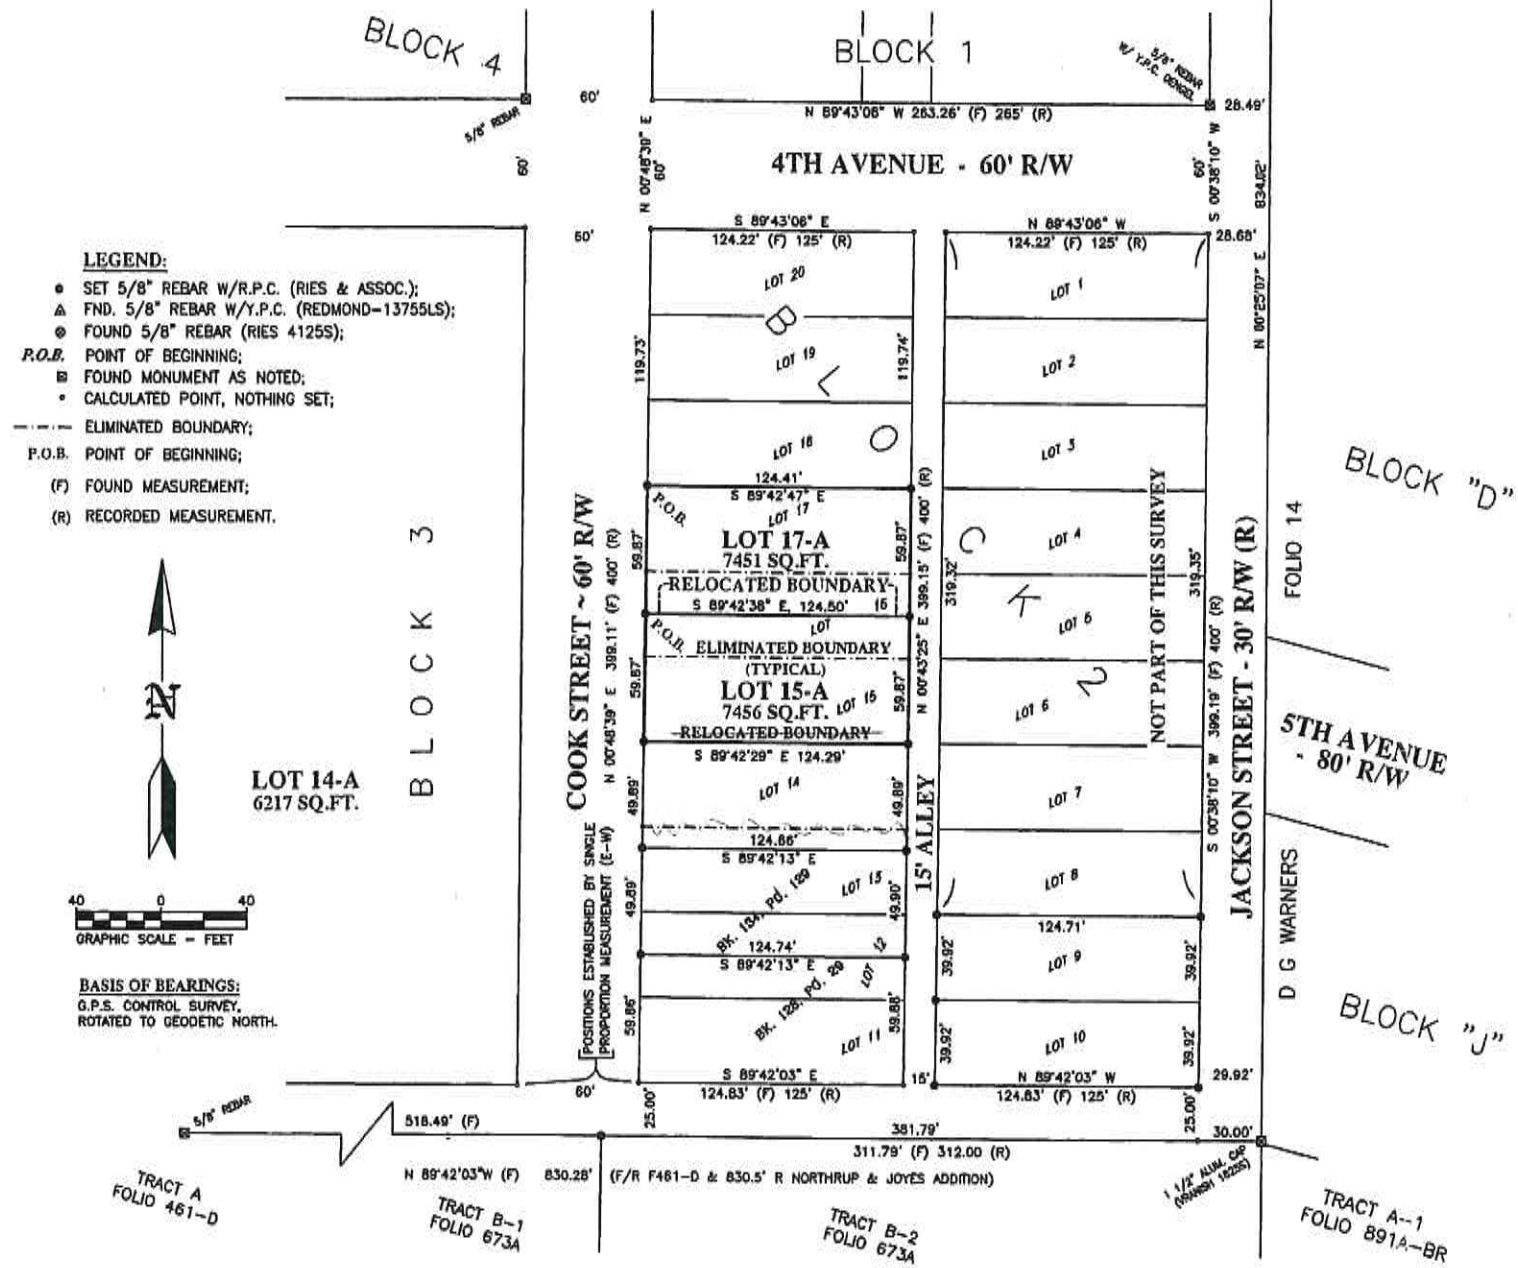 BLOCK 4
BLOCK 1
5/8" REBAR
W/ Y.P.C. DENGEL
5/8" REBAR
60'
28.49'
N 89°43'06" W 263.26' (F) 265' (R)
60'
N 00°48'39" E
60'
4TH AVENUE - 60' R/W
60'
S 00°38'10" W
834.02'
N 00°25'07" E
60'
S 89°43'06" E
124.22' (F) 125' (R)
N 89°43'06" W
124.22' (F) 125' (R)
28.68'
LEGEND:
SET 5/8" REBAR W/R.P.C. (RIES & ASSOC.);
FND. 5/8" REBAR W/Y.P.C. (REDMOND-13755LS);
FOUND 5/8" REBAR (RIES 4125S);
P.O.B. POINT OF BEGINNING;
FOUND MONUMENT AS NOTED;
CALCULATED POINT, NOTHING SET;
ELIMINATED BOUNDARY;
P.O.B. POINT OF BEGINNING;
(F) FOUND MEASUREMENT;
(R) RECORDED MEASUREMENT.
LOT 20
LOT 19
LOT 18
119.73'
119.74'
BLOCK 2
LOT 1
LOT 2
LOT 3
LOT 4
LOT 5
LOT 6
LOT 7
LOT 8
LOT 9
LOT 10
124.41'
S 89°42'47" E
P.O.B.
LOT 17
LOT 17-A
7451 SQ.FT.
59.87'
59.87'
RELOCATED BOUNDARY
S 89°42'38" E, 124.50'
16
LOT
P.O.B.
ELIMINATED BOUNDARY
(TYPICAL)
LOT 15-A
7456 SQ.FT.
LOT 15
59.87'
59.87'
RELOCATED BOUNDARY
S 89°42'29" E 124.29'
LOT 14
49.89'
49.89'
124.66'
S 89°42'13" E
LOT 13
BK. 134, Pd. 129
49.89'
49.90'
124.74'
S 89°42'13" E
LOT 12
BK. 128, Pd. 29
LOT 11
59.86'
59.88'
S 89°42'03" E
124.83' (F) 125' (R)
COOK STREET ~ 60' R/W
N 00°48'39" E 399.11' (F) 400' (R)
POSITIONS ESTABLISHED BY SINGLE
PROPORTION MEASUREMENT (E-W)
BLOCK 3
LOT 14-A
6217 SQ.FT.
N
40 0 40
GRAPHIC SCALE - FEET
BASIS OF BEARINGS:
G.P.S. CONTROL SURVEY,
ROTATED TO GEODETIC NORTH.
N 00°43'25" E 399.15' (F) 400' (R)
15' ALLEY
319.32'
319.35'
NOT PART OF THIS SURVEY
S 00°38'10" W 399.19' (F) 400' (R)
JACKSON STREET - 30' R/W (R)
124.71'
39.92'
39.92'
39.92'
39.92'
15'
N 89°42'03" W
124.83' (F) 125' (R)
29.92'
FOLIO 14
D G WARNERS
BLOCK "D"
5TH AVENUE
- 80' R/W
BLOCK "J"
60'
25.00'
25.00'
5/8" REBAR
518.49' (F)
381.79'
30.00'
311.79' (F) 312.00 (R)
N 89°42'03"W (F) 830.28' (F/R F461-D & 830.5' R NORTHRUP & JOYES ADDITION)
1 1/2" ALUM. CAP
TRACT A
FOLIO 461-D
TRACT B-1
FOLIO 673A
TRACT B-2
FOLIO 673A
TRACT A-1
FOLIO 891A-BR